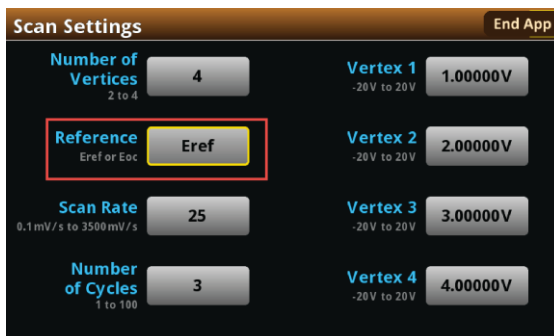 Scan Settings
End App
Number of
Vertices
2 to 4
4
Reference
Eref or Eoc
Eref
Scan Rate
0.1mV/s to 3500mV/s
25
Number
of Cycles
1 to 100
3
Vertex 1
-20V to 20V
1.00000V
Vertex 2
-20V to 20V
2.00000V
Vertex 3
-20V to 20V
3.00000V
Vertex 4
-20V to 20V
4.00000V